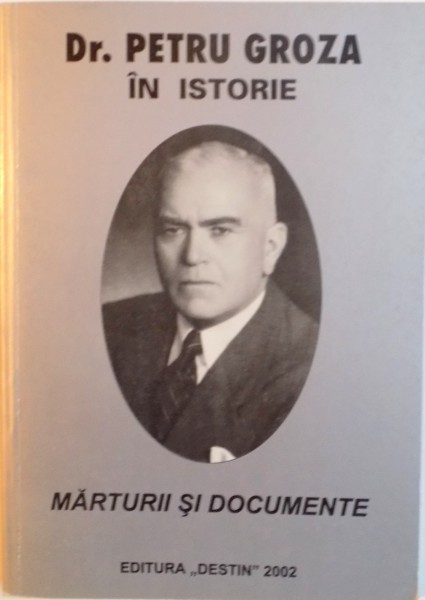 Dr. PETRU GROZA
ÎN ISTORIE
MĂRTURII ŞI DOCUMENTE
EDITURA „DESTIN” 2002